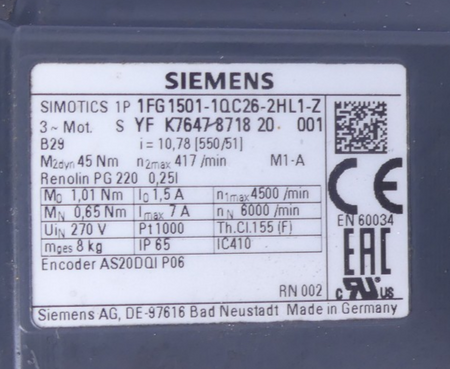 SIEMENS
SIMOTICS 1P 1FG1501-1QC26-2HL1-Z
3~ Mot. S YF K7647-8718 20 001
B29 i = 10,78 [550/51]
M2dyn 45 Nm n2max 417 /min M1-A
Renolin PG 220 0,25l
M0 1,01 Nm I0 1,5 A n1max 4500 /min
MN 0,65 Nm Imax 7 A nN 6000 /min
UIN 270 V Pt1000 Th.Cl.155 (F)
mges 8 kg IP 65 IC410
Encoder AS20DQI P06
CE
EN 60034
EAC
c UR us
RN 002
Siemens AG, DE-97616 Bad Neustadt Made in Germany